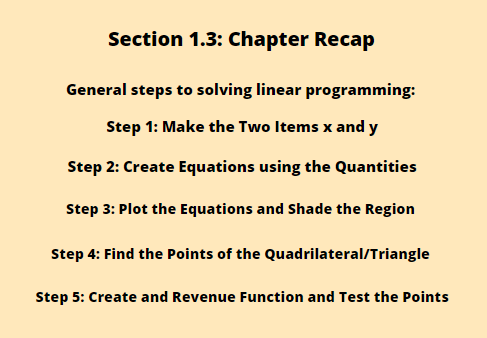 Section 1.3: Chapter Recap
General steps to solving linear programming:
Step 1: Make the Two Items x and y
Step 2: Create Equations using the Quantities
Step 3: Plot the Equations and Shade the Region
Step 4: Find the Points of the Quadrilateral/Triangle
Step 5: Create and Revenue Function and Test the Points